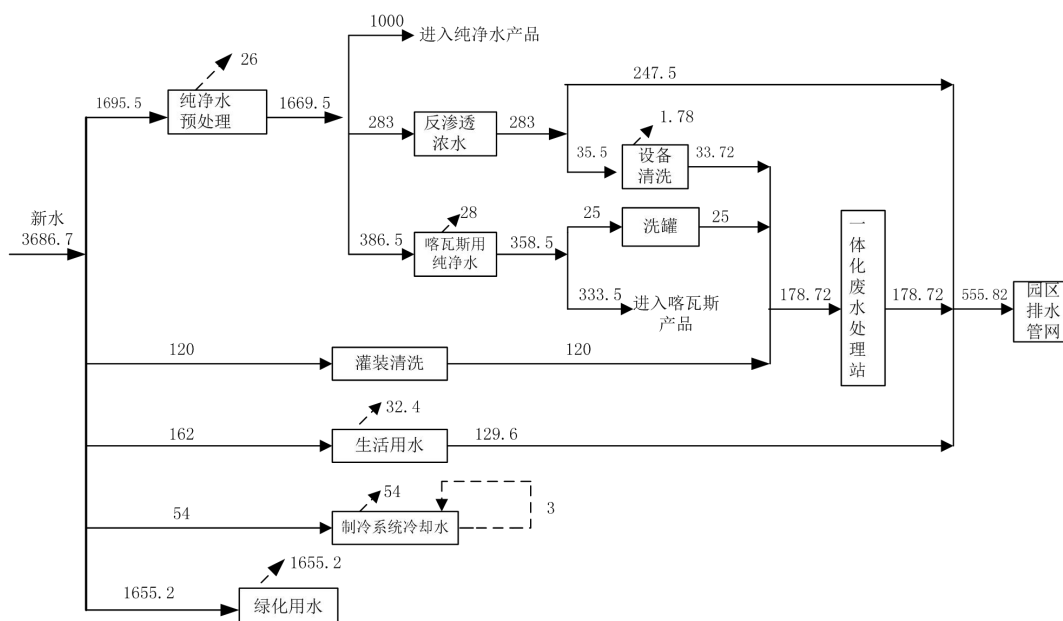 1000
进入纯净水产品
26
247.5
1695.5
纯净水
预处理
1669.5
283
反渗透
浓水
283
1.78
35.5
设备
清洗
33.72
新水
3686.7
28
25
洗罐
25
386.5
喀瓦斯用
纯净水
358.5
333.5
进入喀瓦斯
产品
178.72
一体化废水处理站
178.72
555.82
园区
排水
管网
120
灌装清洗
120
32.4
162
生活用水
129.6
54
54
制冷系统冷却水
3
1655.2
1655.2
绿化用水